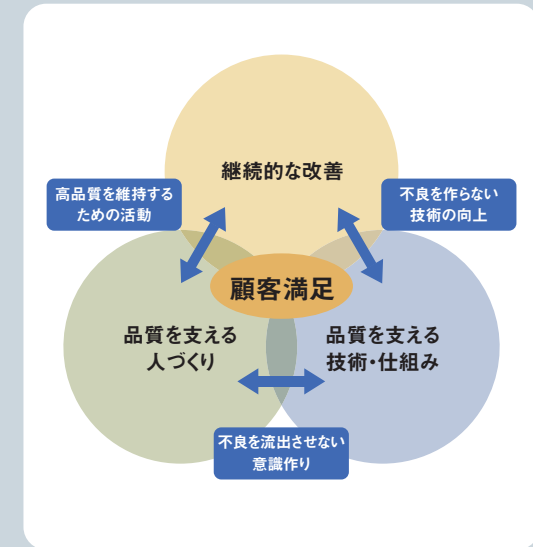 継続的な改善
高品質を維持する
ための活動
不良を作らない
技術の向上
顧客満足
品質を支える
人づくり
品質を支える
技術・仕組み
不良を流出させない
意識作り